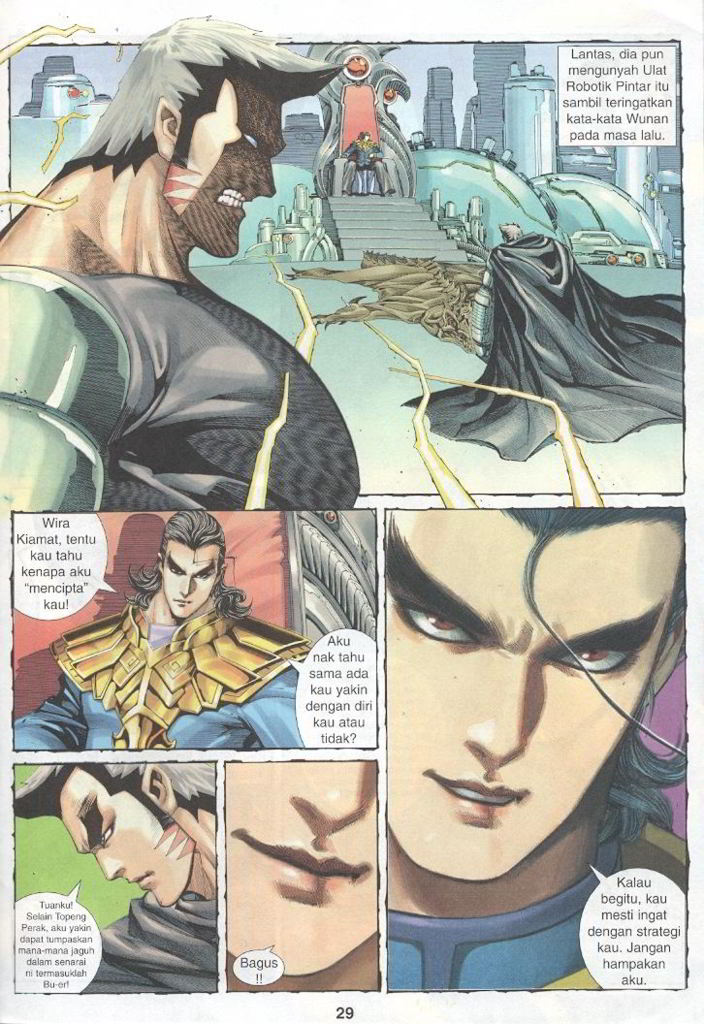 Lantas, dia pun
mengunyah Ulat
Robotik Pintar itu
sambil teringatkan
kata-kata Wunan
pada masa lalu.
Wira
Kiamat, tentu
kau tahu
kenapa aku
“mencipta”
kau!
Aku
nak tahu
sama ada
kau yakin
dengan diri
kau atau
tidak?
Tuanku!
Selain Topeng
Perak, aku yakin
dapat tumpaskan
mana-mana jaguh
dalam senarai
ni termasuklah
Bu-er!
Bagus
!!
Kalau
begitu, kau
mesti ingat
dengan strategi
kau. Jangan
hampakan
aku.
29